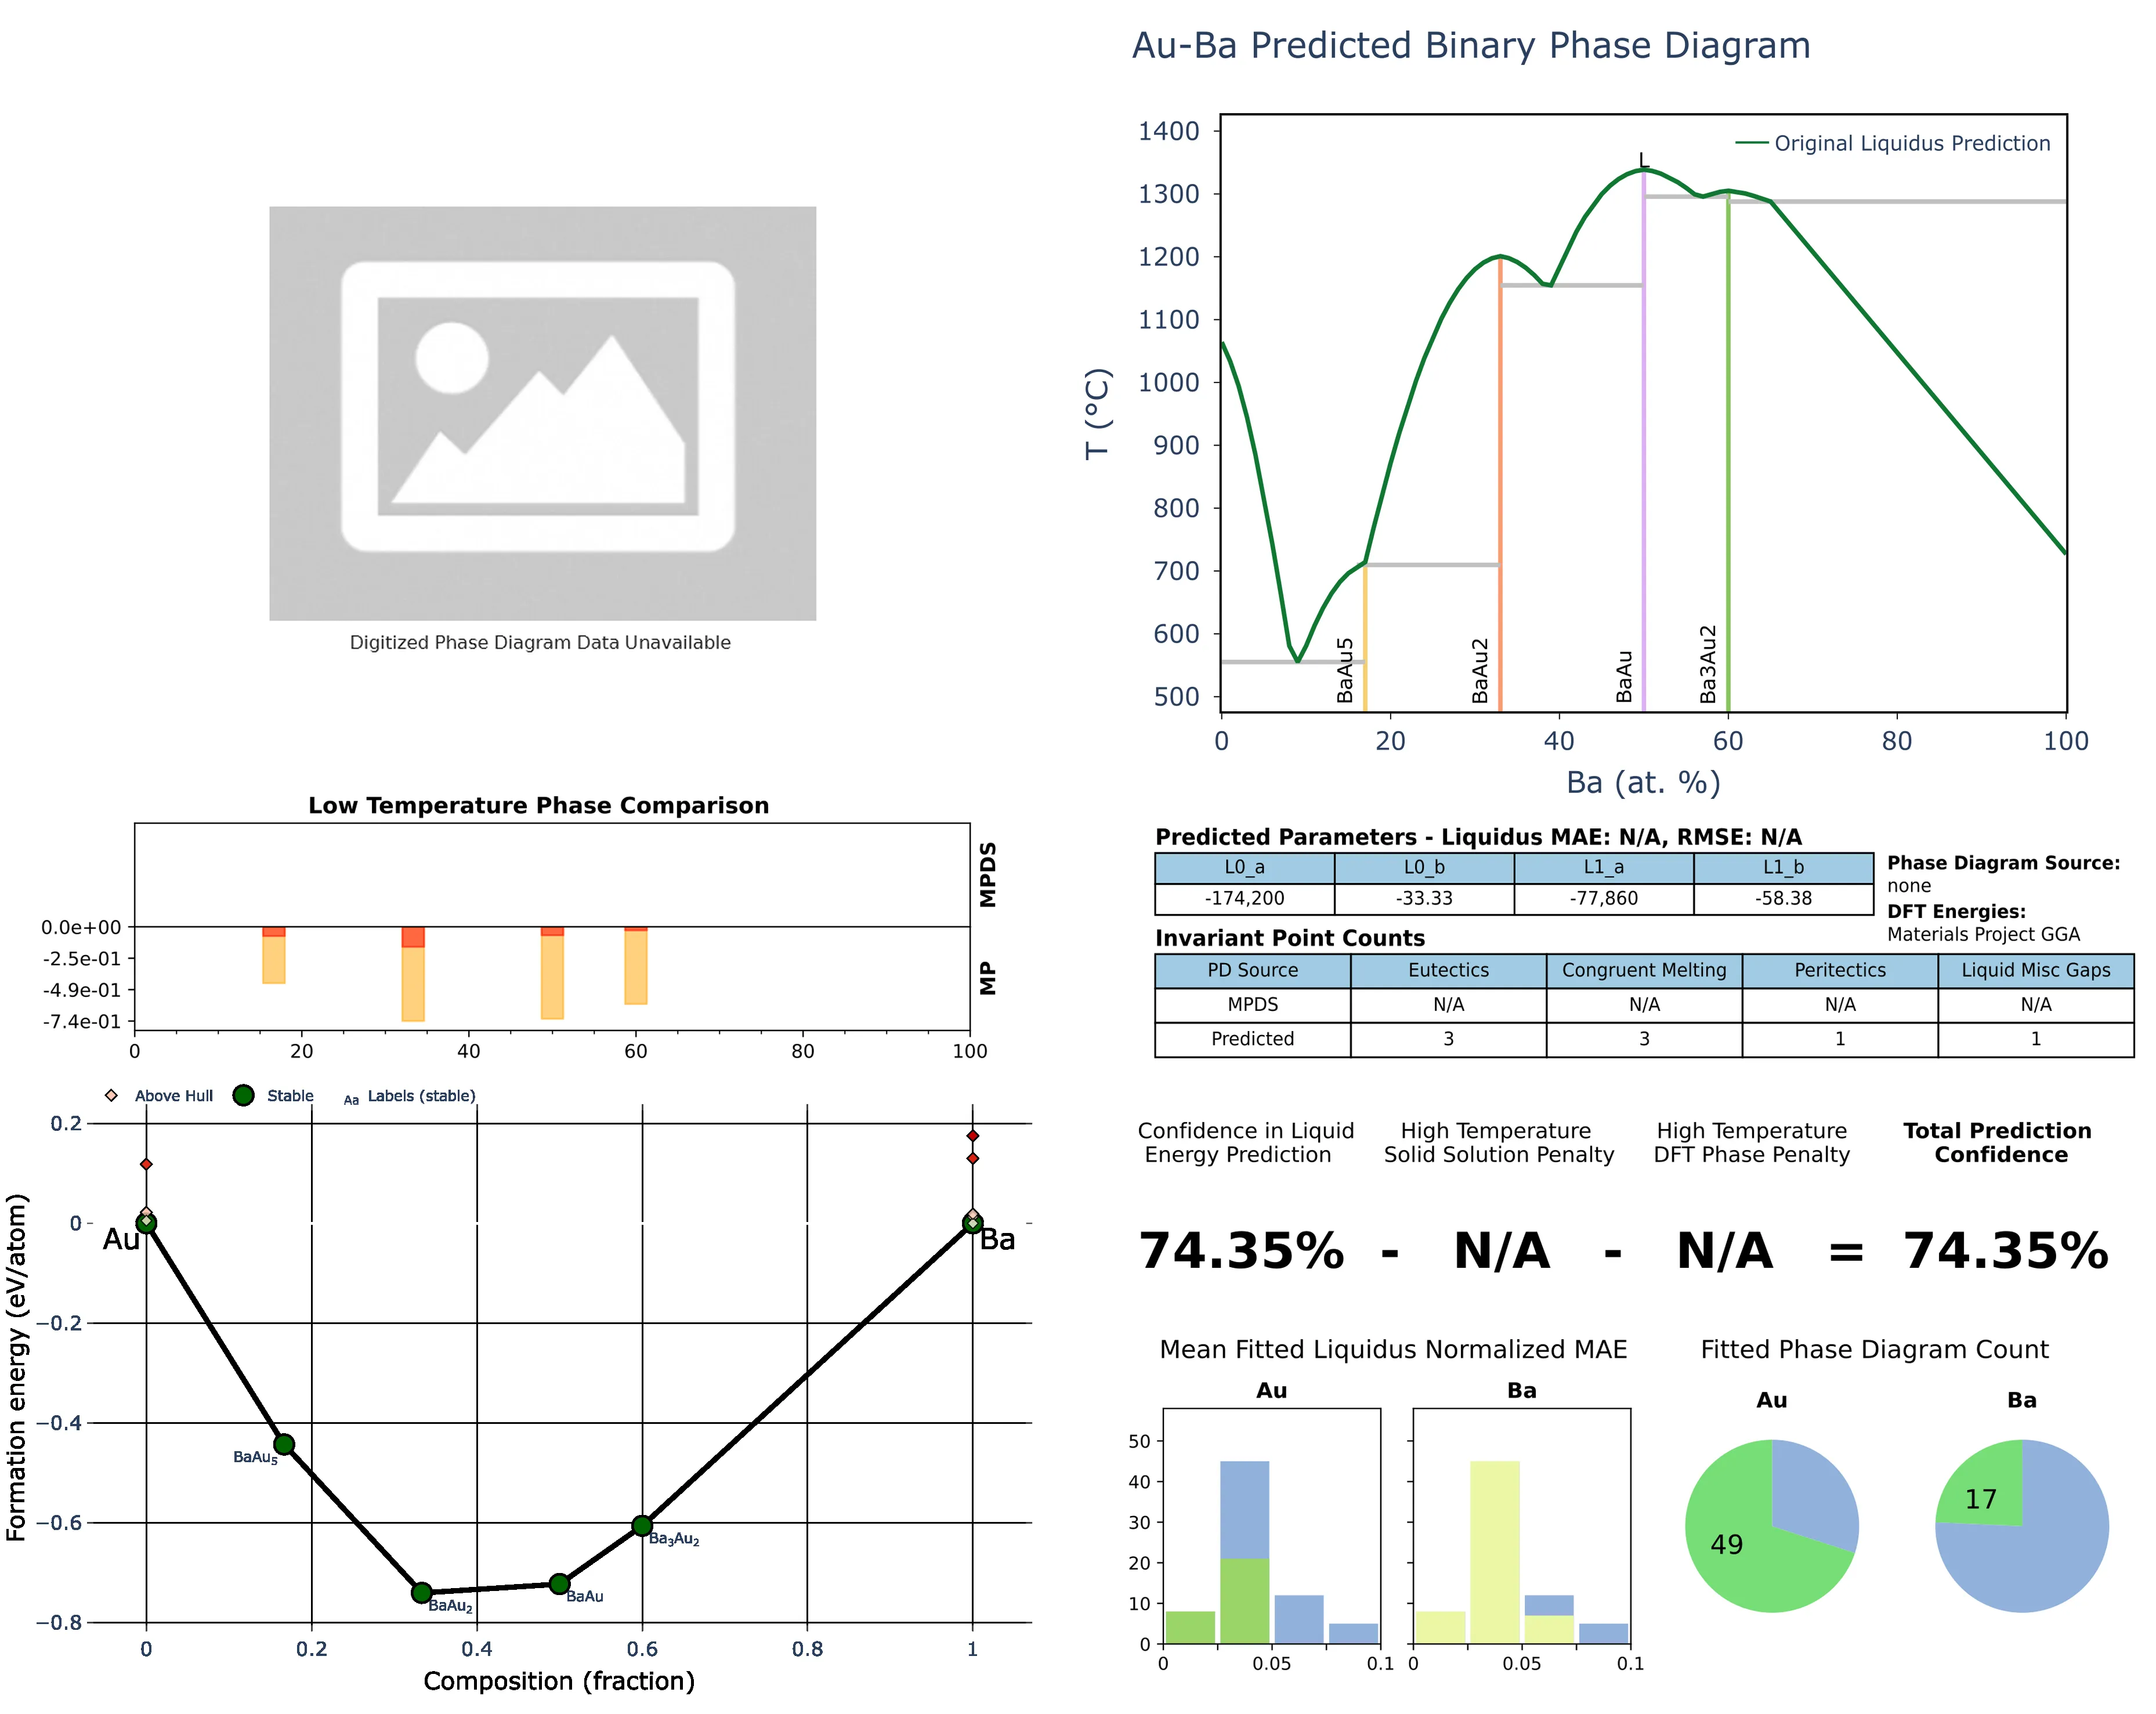 Au-Ba Predicted Binary Phase Diagram
Digitized Phase Diagram Data Unavailable
1400
1300
1200
1100
1000
900
800
700
600
500
T (°C)
Original Liquidus Prediction
L
BaAu5
BaAu2
BaAu
Ba3Au2
0 20 40 60 80 100
Ba (at. %)
Low Temperature Phase Comparison
MPDS
MP
0.0e+00
-2.5e-01
-4.9e-01
-7.4e-01
0 20 40 60 80 100
Predicted Parameters - Liquidus MAE: N/A, RMSE: N/A
L0_a L0_b L1_a L1_b
-174,200 -33.33 -77,860 -58.38
Phase Diagram Source:
none
DFT Energies:
Materials Project GGA
Invariant Point Counts
PD Source Eutectics Congruent Melting Peritectics Liquid Misc Gaps
MPDS N/A N/A N/A N/A
Predicted 3 3 1 1
Above Hull Stable Aa Labels (stable)
0.2
0
−0.2
−0.4
−0.6
−0.8
Formation energy (eV/atom)
Au
Ba
BaAu5
BaAu2
BaAu
Ba3Au2
0 0.2 0.4 0.6 0.8 1
Composition (fraction)
Confidence in Liquid
Energy Prediction
High Temperature
Solid Solution Penalty
High Temperature
DFT Phase Penalty
Total Prediction
Confidence
74.35% - N/A - N/A = 74.35%
Mean Fitted Liquidus Normalized MAE
Au
Ba
50
40
30
20
10
0
0 0.05 0.1
0 0.05 0.1
Fitted Phase Diagram Count
Au
Ba
49
17